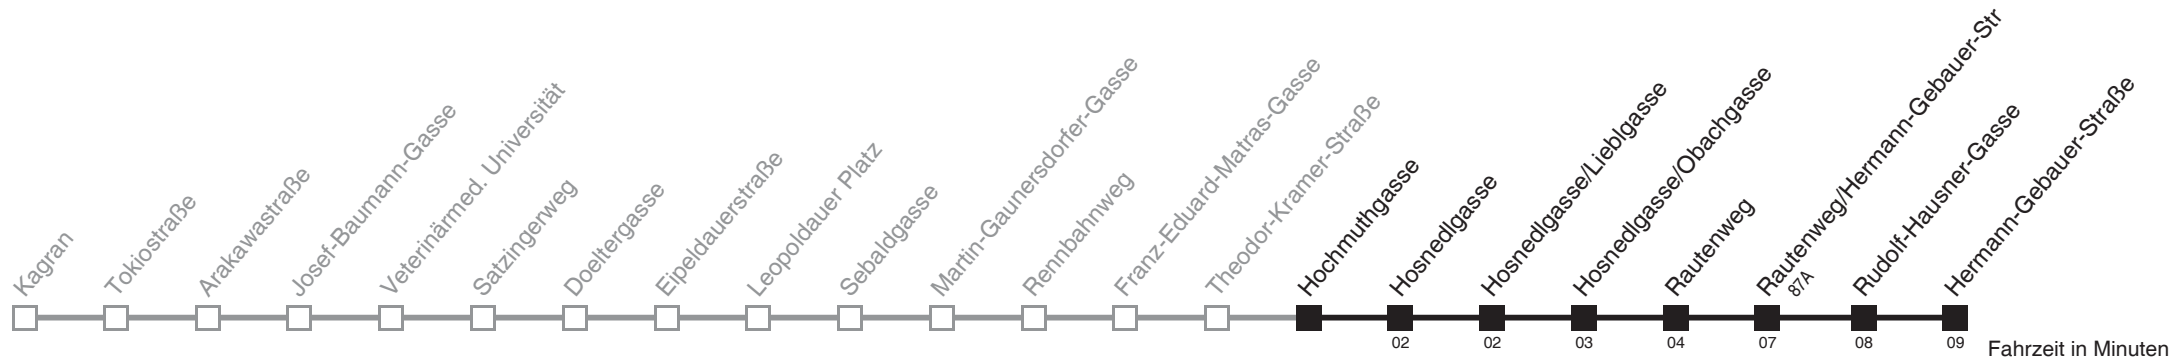 Kagran
Tokiostraße
Arakawastraße
Josef-Baumann-Gasse
Veterinärmed. Universität
Satzingerweg
Doeltergasse
Eipeldauerstraße
Leopoldauer Platz
Sebaldgasse
Martin-Gaunersdorfer-Gasse
Rennbahnweg
Franz-Eduard-Matras-Gasse
Theodor-Kramer-Straße
Hochmuthgasse
Hosnedlgasse
Hosnedlgasse/Lieblgasse
Hosnedlgasse/Obachgasse
Rautenweg
Rautenweg/Hermann-Gebauer-Str
87A
Rudolf-Hausner-Gasse
Hermann-Gebauer-Straße
02 02 03 04 07 08 09
Fahrzeit in Minuten